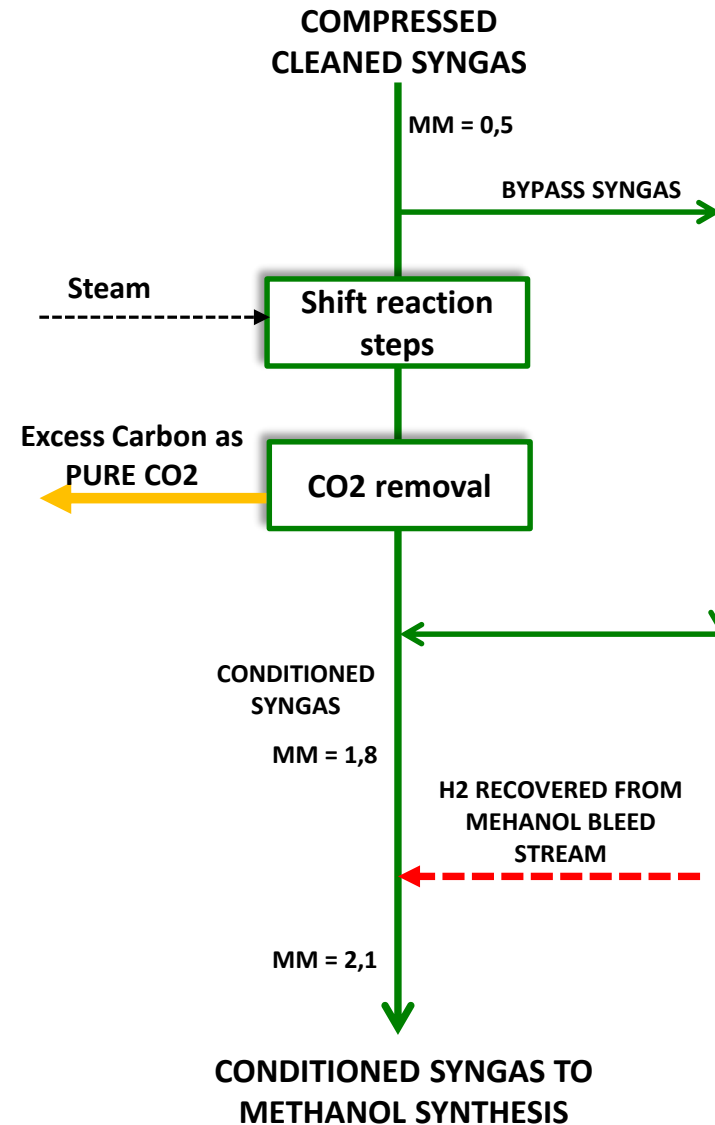 COMPRESSED
CLEANED SYNGAS
MM = 0,5
BYPASS SYNGAS
Steam
Shift reaction
steps
Excess Carbon as
PURE CO2
CO2 removal
CONDITIONED
SYNGAS
MM = 1,8
H2 RECOVERED FROM
MEHANOL BLEED
STREAM
MM = 2,1
CONDITIONED SYNGAS TO
METHANOL SYNTHESIS